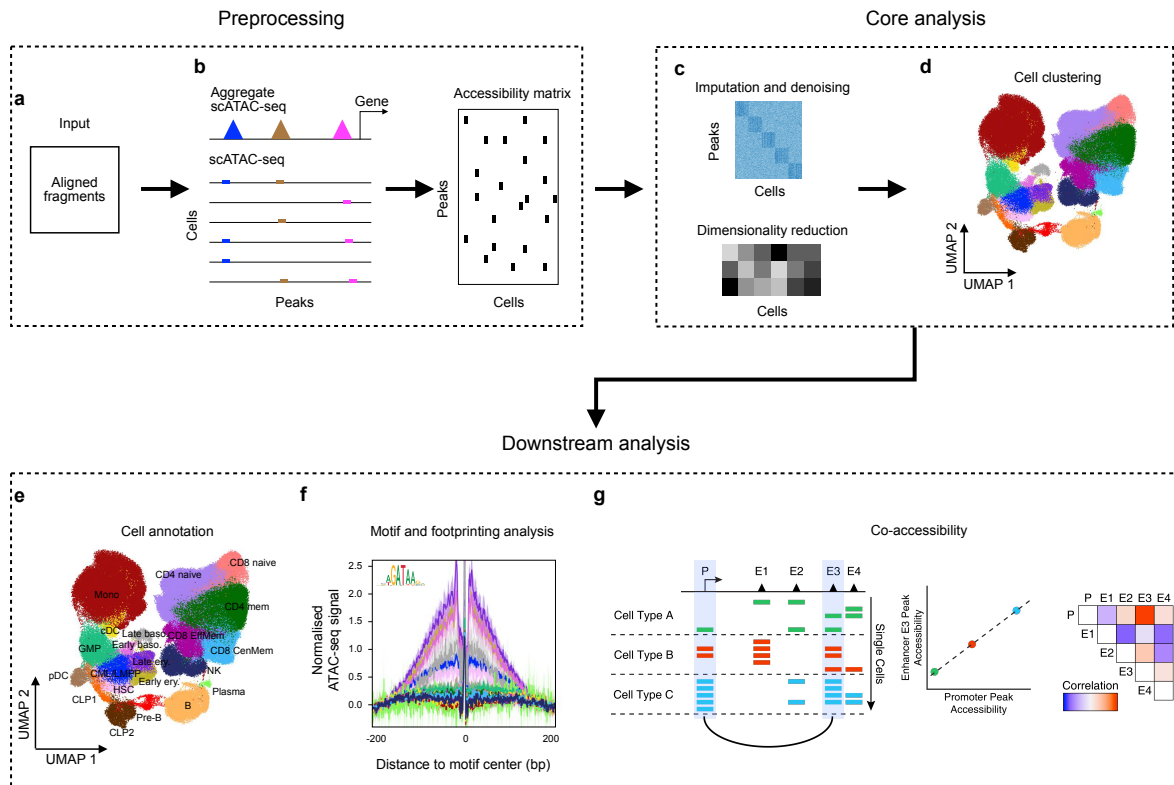 Preprocessing
Core analysis
a
Input
Aligned
fragments
b
Aggregate
scATAC-seq
Gene
scATAC-seq
Cells
Peaks
Accessibility matrix
Peaks
Cells
c
Imputation and denoising
Peaks
Cells
Dimensionality reduction
Cells
d
Cell clustering
UMAP 2
UMAP 1
Downstream analysis
e
Cell annotation
CD8 naive
CD4 naive
Mono
CD4 mem
cDC
Late baso.
CD8 EffMem
GMP
Early baso.
CD8 CenMem
Late ery.
CMP/LMPP
NK
pDC
Early ery.
HSC
Plasma
CLP1
B
Pre-B
CLP2
UMAP 2
UMAP 1
f
Motif and footprinting analysis
Normalised
ATAC-seq signal
2.5
2.0
1.5
1.0
0.5
0.0
AGATAA
-200
0
200
Distance to motif center (bp)
g
Co-accessibility
P
E1
E2
E3
E4
Cell Type A
Cell Type B
Cell Type C
Single Cells
Enhancer E3 Peak
Accessibility
Promoter Peak
Accessibility
P E1 E2 E3 E4
P
E1
E2
E3
E4
Correlation